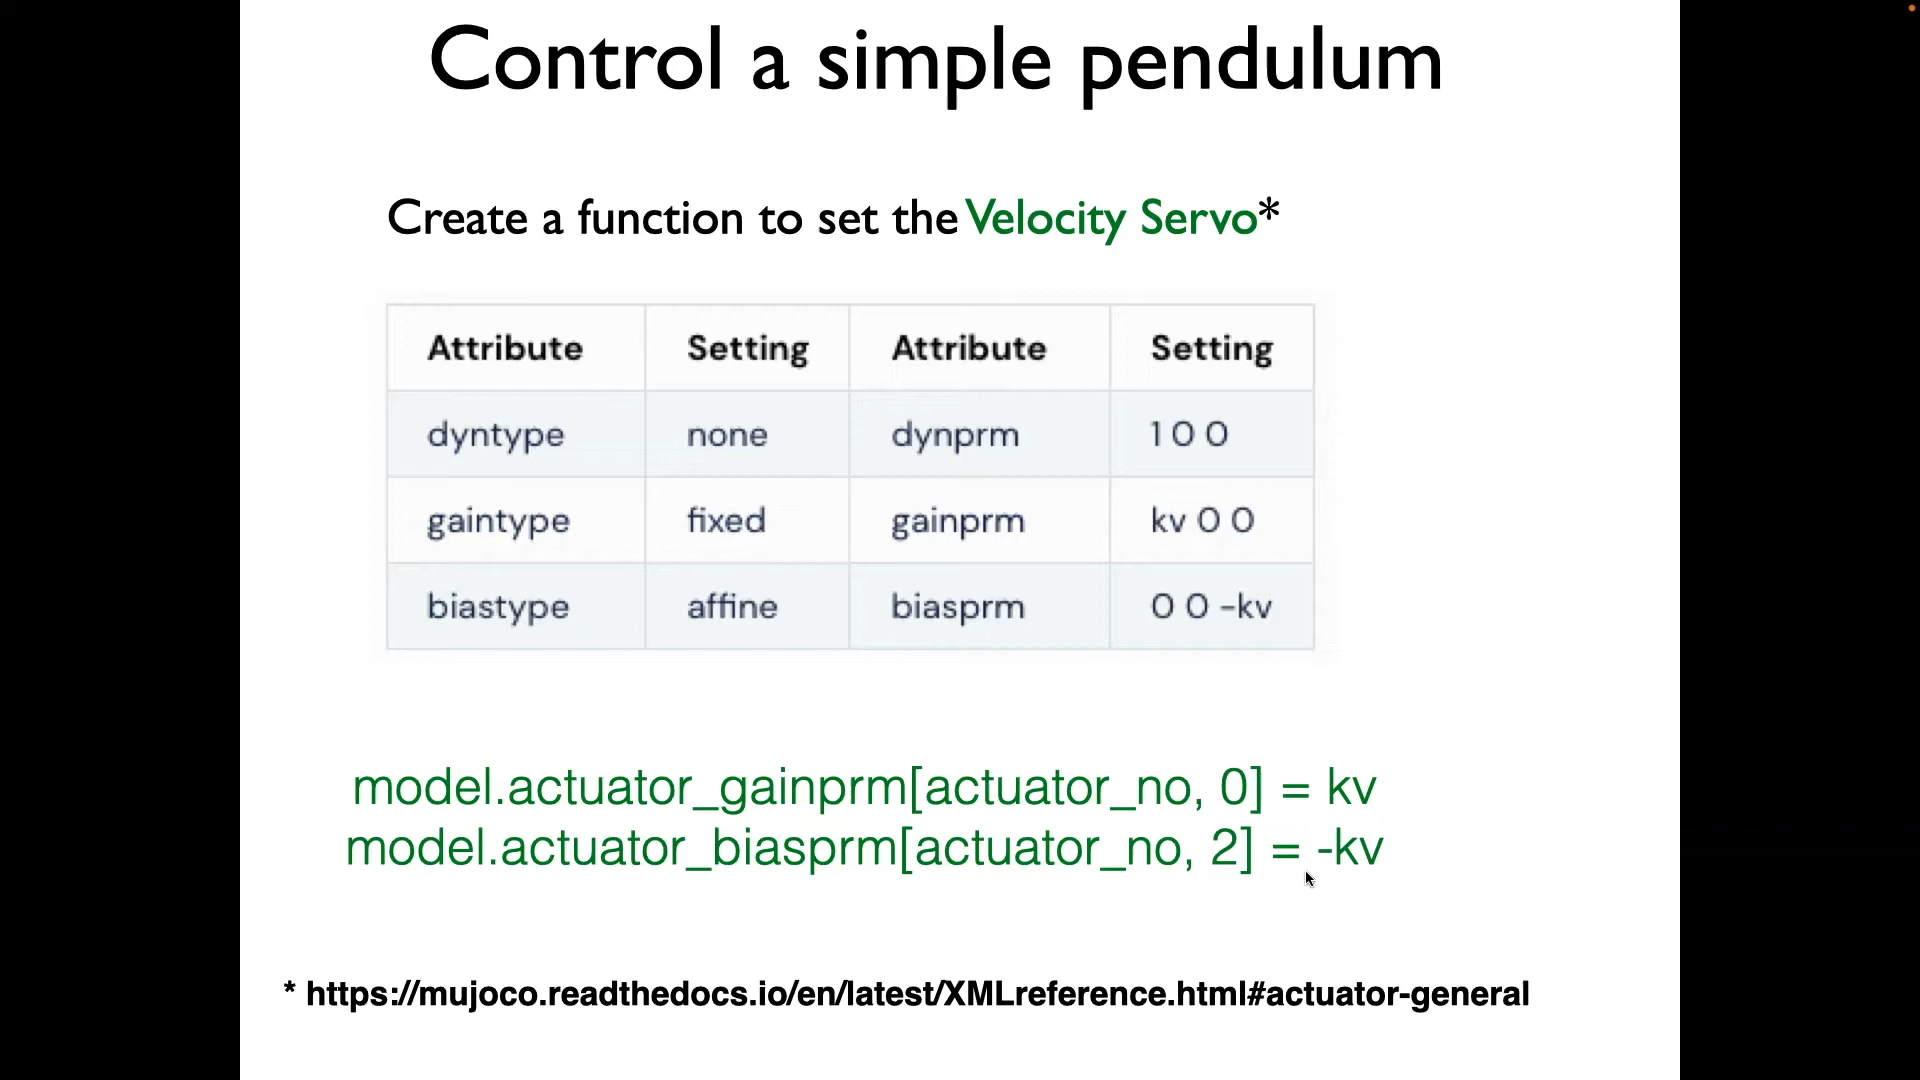 Control a simple pendulum
Create a function to set the Velocity Servo*
Attribute Setting Attribute Setting
dyntype none dynprm 1 0 0
gaintype fixed gainprm kv 0 0
biastype affine biasprm 0 0 -kv
model.actuator_gainprm[actuator_no, 0] = kv
model.actuator_biasprm[actuator_no, 2] = -kv
* https://mujoco.readthedocs.io/en/latest/XMLreference.html#actuator-general